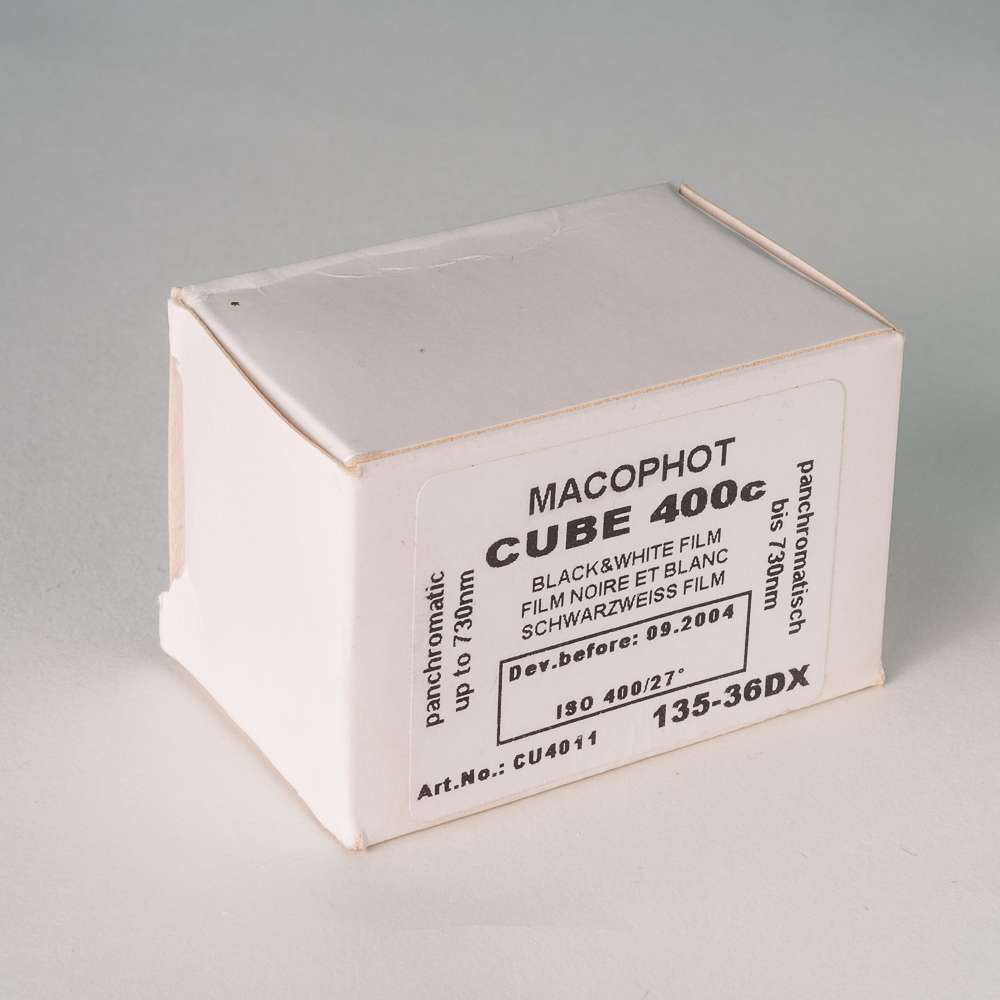 MACOPHOT
CUBE 400c
BLACK&WHITE FILM
FILM NOIRE ET BLANC
SCHWARZWEISS FILM
Dev.before: 09.2004
ISO 400/27°
135-36DX
Art.No.: CU4011
panchromatic
up to 730nm
panchromatisch
bis 730nm